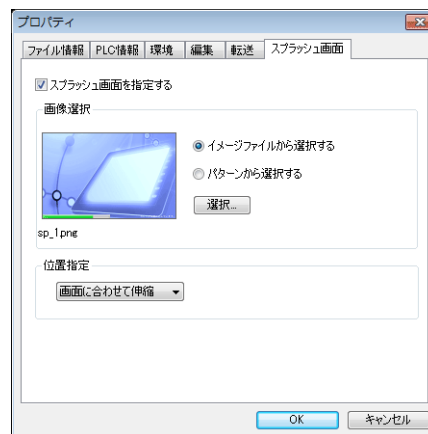 プロパティ
ファイル情報 PLC情報 環境 編集 転送 スプラッシュ画面
スプラッシュ画面を指定する
画像選択
イメージファイルから選択する
パターンから選択する
選択...
sp_1.png
位置指定
画面に合わせて伸縮
OK キャンセル